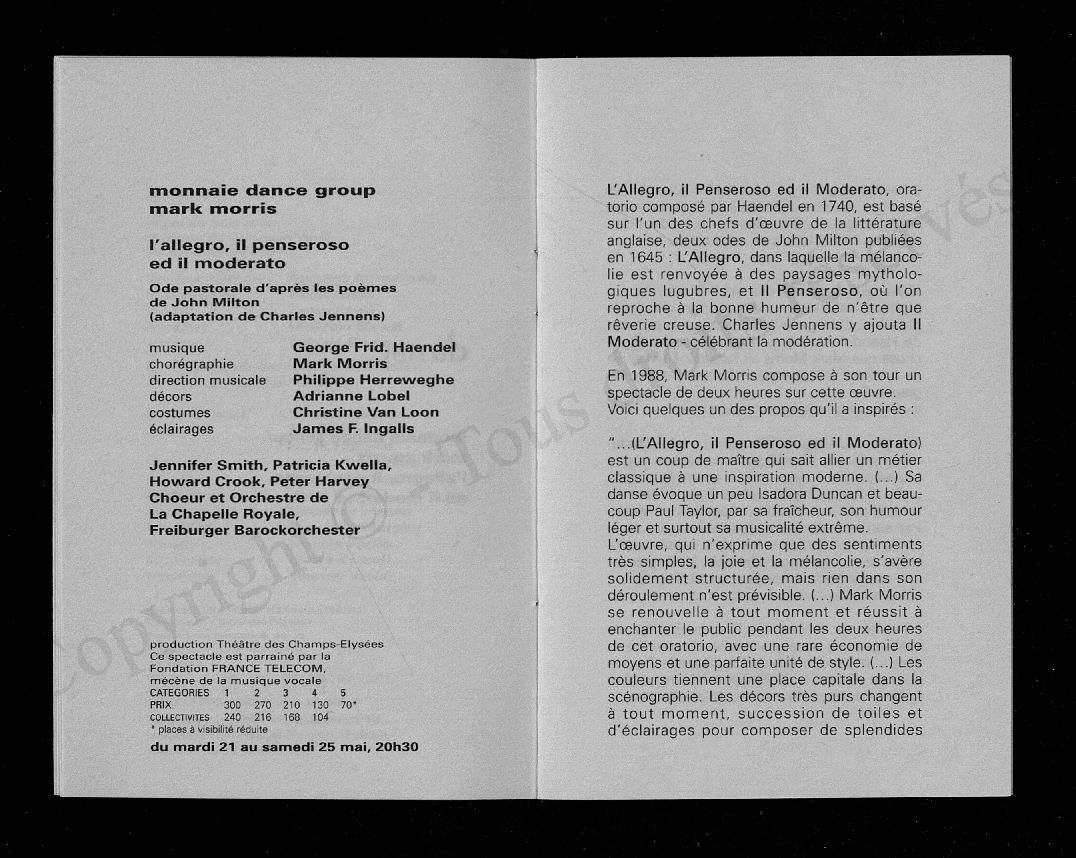 monnaie dance group
mark morris
l'allegro, il penseroso
ed il moderato
Ode pastorale d'après les poèmes
de John Milton
(adaptation de Charles Jennens)
musique George Frid. Haendel
chorégraphie Mark Morris
direction musicale Philippe Herreweghe
décors Adrianne Lobel
costumes Christine Van Loon
éclairages James F. Ingalls
Jennifer Smith, Patricia Kwella,
Howard Crook, Peter Harvey
Choeur et Orchestre de
La Chapelle Royale,
Freiburger Barockorchester
production Théâtre des Champs-Elysées
Ce spectacle est parrainé par la
Fondation FRANCE TELECOM,
mécène de la musique vocale
CATEGORIES 1 2 3 4 5
PRIX 300 270 210 130 70*
COLLECTIVITES 240 216 168 104
* places à visibilité réduite
du mardi 21 au samedi 25 mai, 20h30
L'Allegro, il Penseroso ed il Moderato, ora-
torio composé par Haendel en 1740, est basé
sur l'un des chefs d'œuvre de la littérature
anglaise, deux odes de John Milton publiées
en 1645 : L'Allegro, dans laquelle la mélanco-
lie est renvoyée à des paysages mytholo-
giques lugubres, et Il Penseroso, où l'on
reproche à la bonne humeur de n'être que
rêverie creuse. Charles Jennens y ajouta Il
Moderato - célébrant la modération.
En 1988, Mark Morris compose à son tour un
spectacle de deux heures sur cette œuvre.
Voici quelques un des propos qu'il a inspirés :
"...(L'Allegro, il Penseroso ed il Moderato)
est un coup de maître qui sait allier un métier
classique à une inspiration moderne. (...) Sa
danse évoque un peu Isadora Duncan et beau-
coup Paul Taylor, par sa fraîcheur, son humour
léger et surtout sa musicalité extrême.
L'œuvre, qui n'exprime que des sentiments
très simples, la joie et la mélancolie, s'avère
solidement structurée, mais rien dans son
déroulement n'est prévisible. (...) Mark Morris
se renouvelle à tout moment et réussit à
enchanter le public pendant les deux heures
de cet oratorio, avec une rare économie de
moyens et une parfaite unité de style. (...) Les
couleurs tiennent une place capitale dans la
scénographie. Les décors très purs changent
à tout moment, succession de toiles et
d'éclairages pour composer de splendides